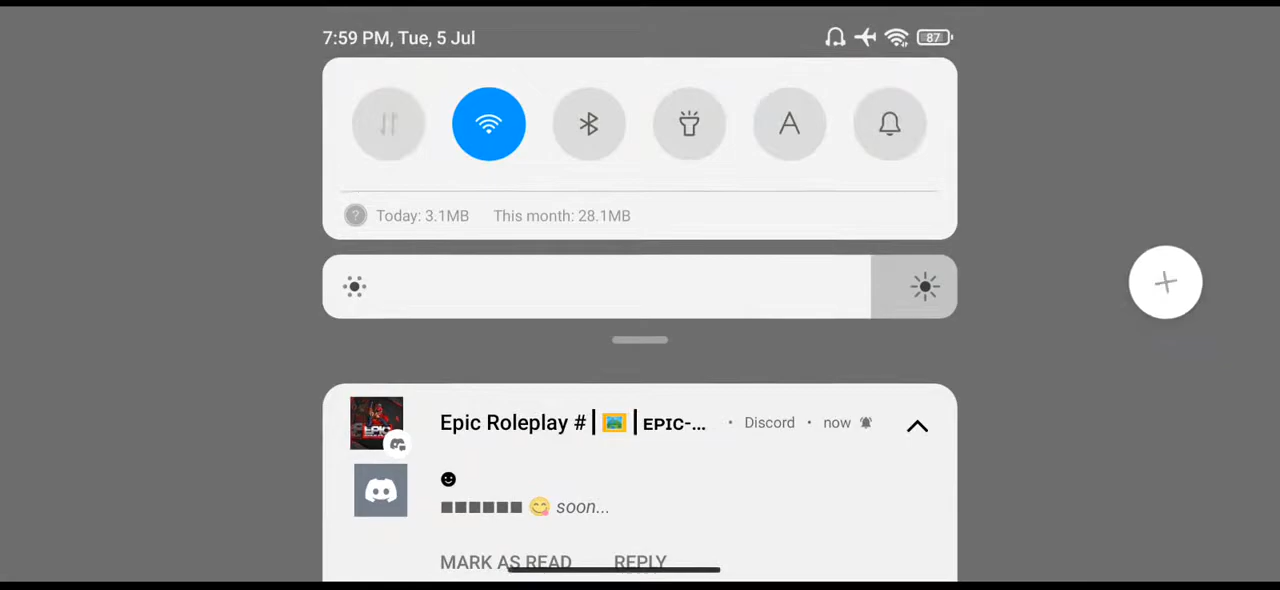 7:59 PM, Tue, 5 Jul
87
A
? Today: 3.1MB This month: 28.1MB
Epic Roleplay # | 🖼️ | EPIC-... • Discord • now
EPIC
☻
■■■■■■ 😋 soon...
MARK AS READ REPLY